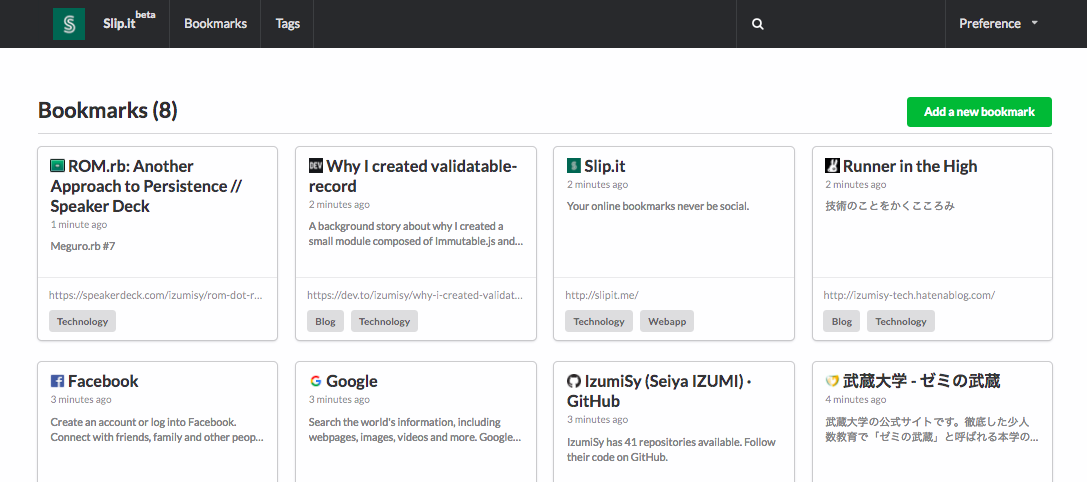 Slip.it beta
Bookmarks
Tags
Preference
Bookmarks (8)
Add a new bookmark
ROM.rb: Another
Approach to Persistence //
Speaker Deck
1 minute ago
Meguro.rb #7
https://speakerdeck.com/izumisy/rom-dot-r...
Technology
DEV
Why I created validatable-
record
2 minutes ago
A background story about why I created a
small module composed of Immutable.js and...
https://dev.to/izumisy/why-i-created-validat...
Blog
Technology
Slip.it
2 minutes ago
Your online bookmarks never be social.
http://slipit.me/
Technology
Webapp
Runner in the High
2 minutes ago
技術のことをかくこころみ
http://izumisy-tech.hatenablog.com/
Blog
Technology
Facebook
3 minutes ago
Create an account or log into Facebook.
Connect with friends, family and other peop...
Google
3 minutes ago
Search the world's information, including
webpages, images, videos and more. Google...
IzumiSy (Seiya IZUMI) ·
GitHub
3 minutes ago
IzumiSy has 41 repositories available. Follow
their code on GitHub.
武蔵大学 - ゼミの武蔵
4 minutes ago
武蔵大学の公式サイトです。徹底した少人
数教育で「ゼミの武蔵」と呼ばれる本学の...